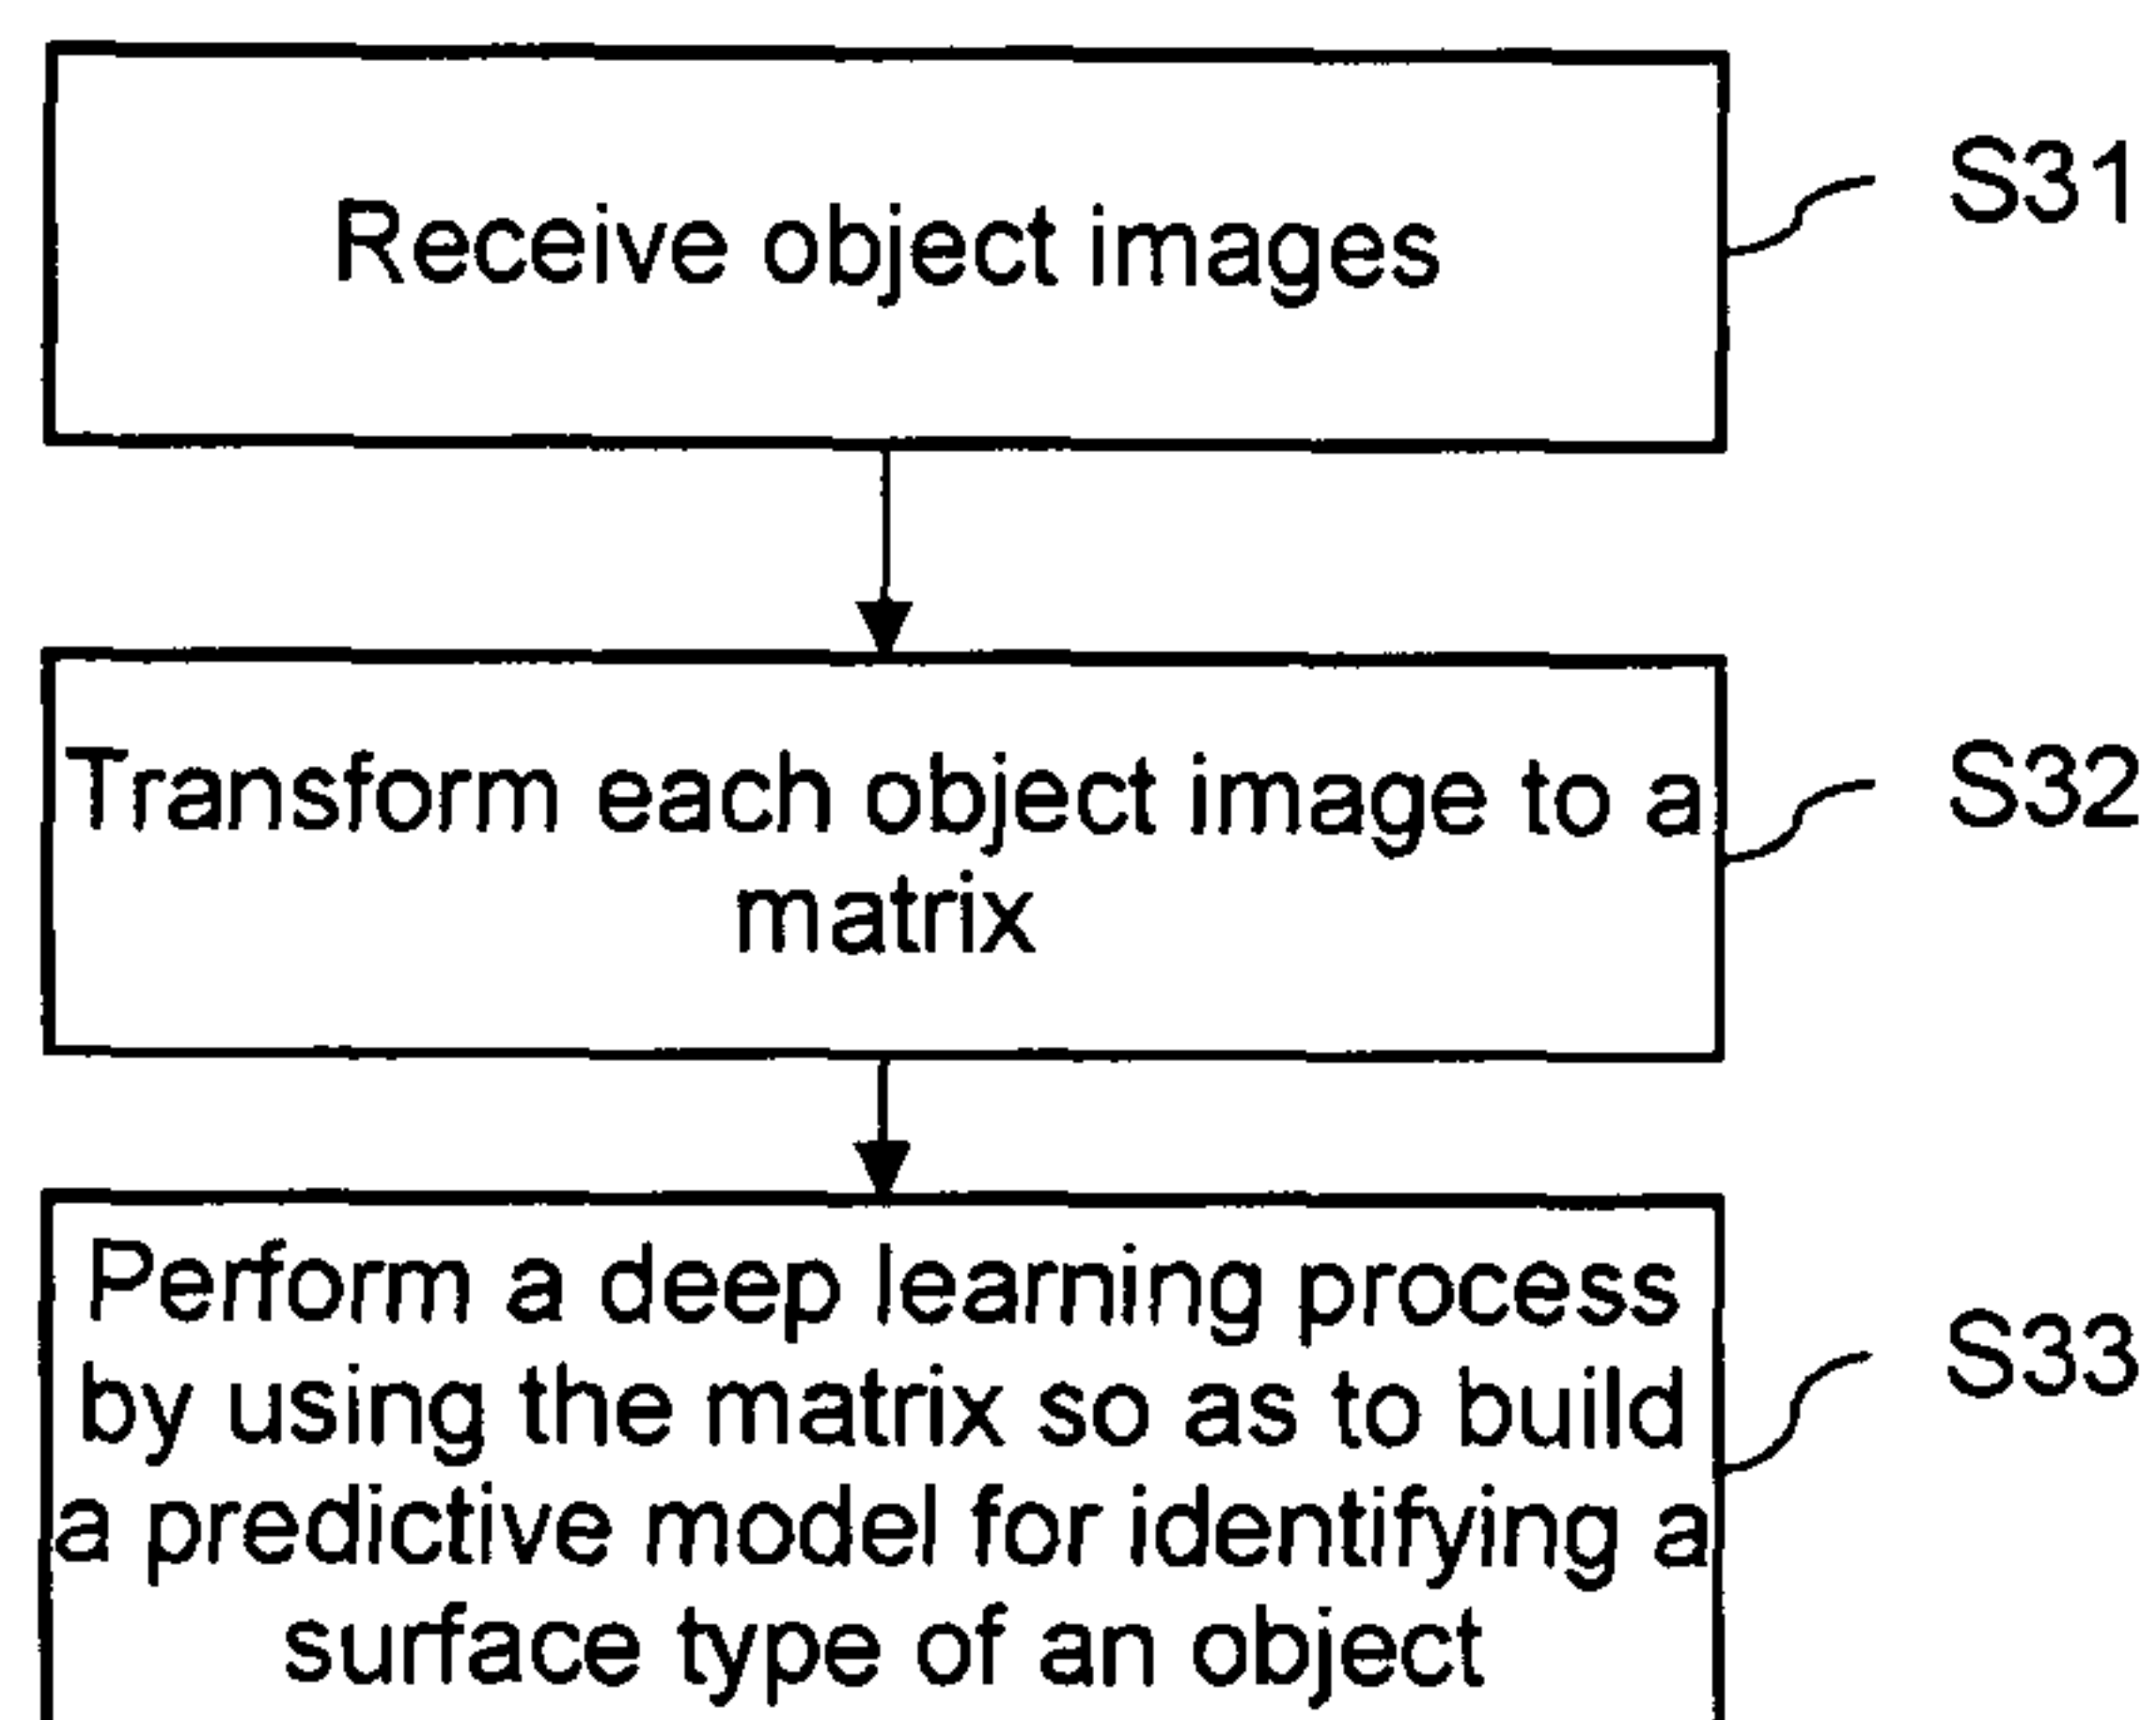 Receive object images
S31
Transform each object image to a
matrix
S32
Perform a deep learning process
by using the matrix so as to build
a predictive model for identifying a
surface type of an object
S33